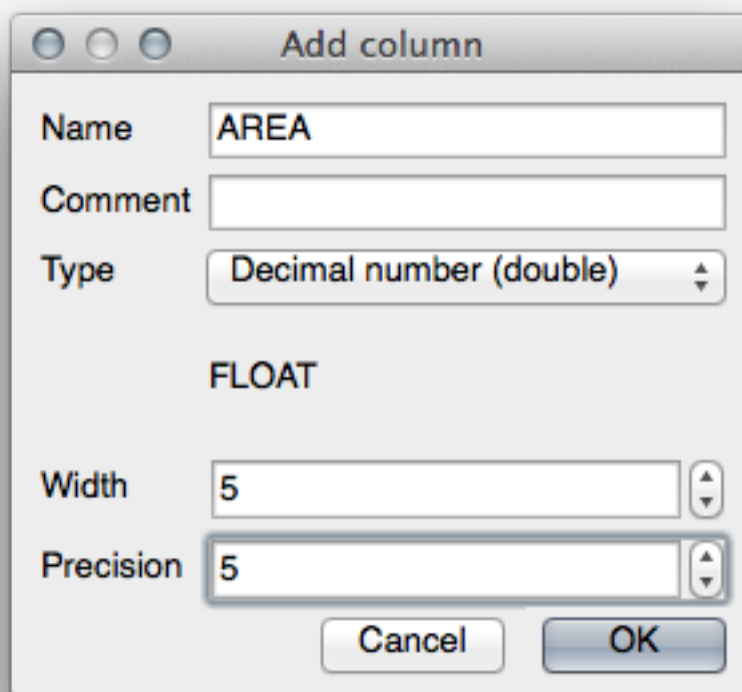 Add column
Name AREA
Comment
Type Decimal number (double)
FLOAT
Width 5
Precision 5
Cancel OK